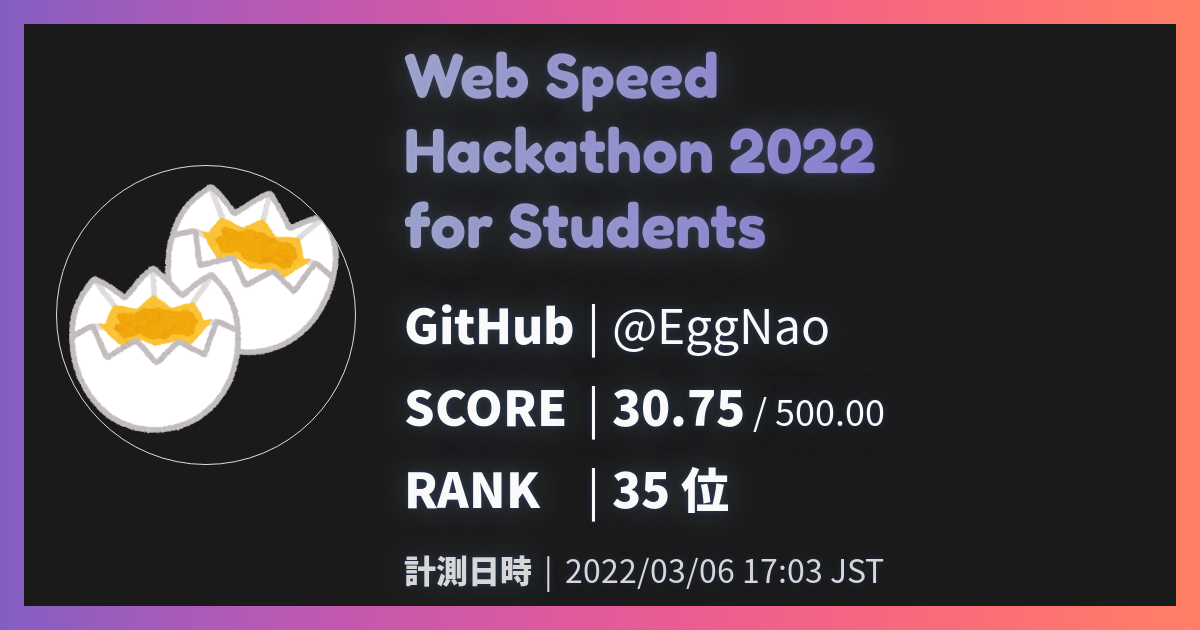 Web Speed
Hackathon 2022
for Students
GitHub | @EggNao
SCORE | 30.75 / 500.00
RANK | 35 位
計測日時 | 2022/03/06 17:03 JST